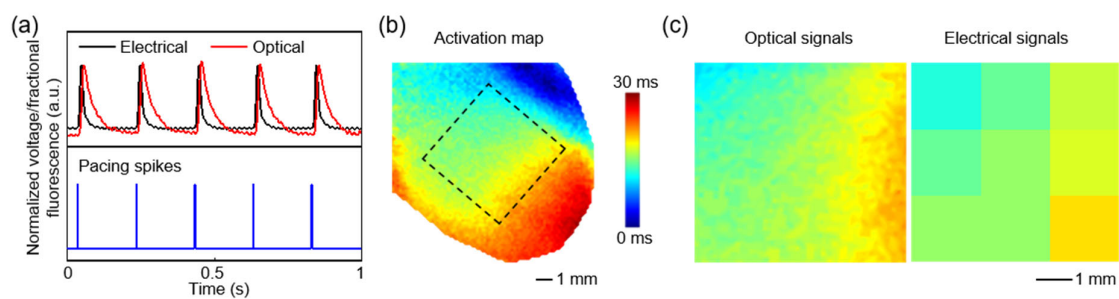 (a)
Normalized voltage/fractional
fluorescence (a.u.)
Electrical
Optical
Pacing spikes
0
0.5
1
Time (s)
(b)
Activation map
30 ms
0 ms
1 mm
(c)
Optical signals
Electrical signals
1 mm